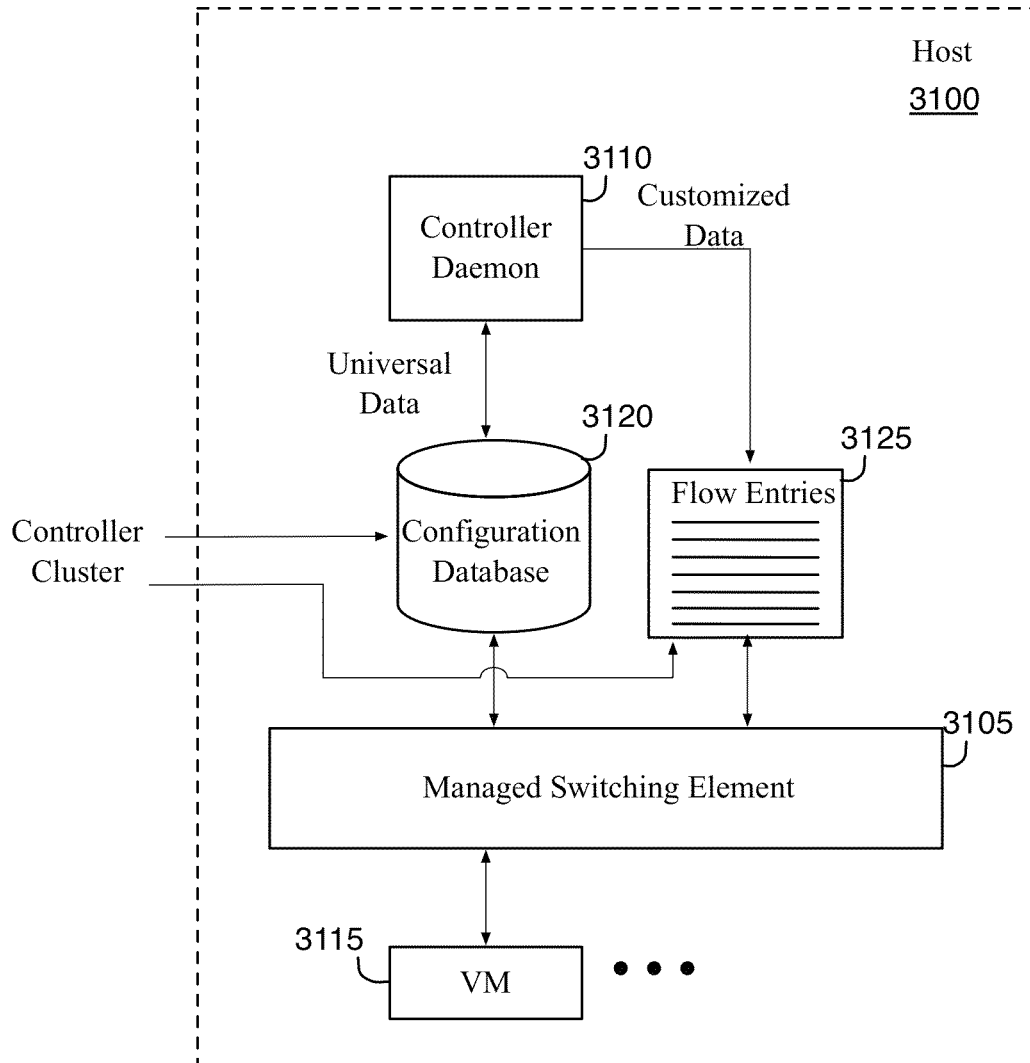 Host
3100
3110
Controller
Daemon
Customized
Data
Universal
Data
3120
3125
Configuration
Database
Flow Entries
Controller
Cluster
3105
Managed Switching Element
3115
VM